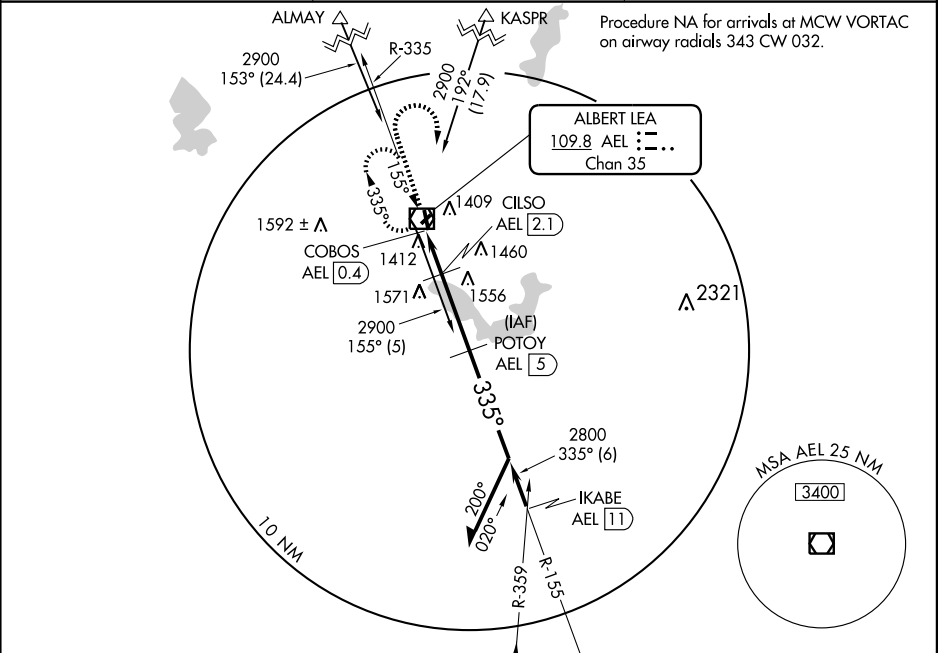 ALMAY
KASPR
Procedure NA for arrivals at MCW VORTAC
on airway radials 343 CW 032.
R-335
2900
153° (24.4)
2900
192°
(17.9)
ALBERT LEA
109.8 AEL
Chan 35
155°
335°
1409
CILSO
AEL 2.1
1592 ±
COBOS
AEL 0.4
1412
1460
1571
1556
2321
2900
155° (5)
(IAF)
POTOY
AEL 5
335°
2800
335° (6)
IKABE
AEL 11
200°
020°
10 NM
R-359
R-155
MSA AEL 25 NM
3400